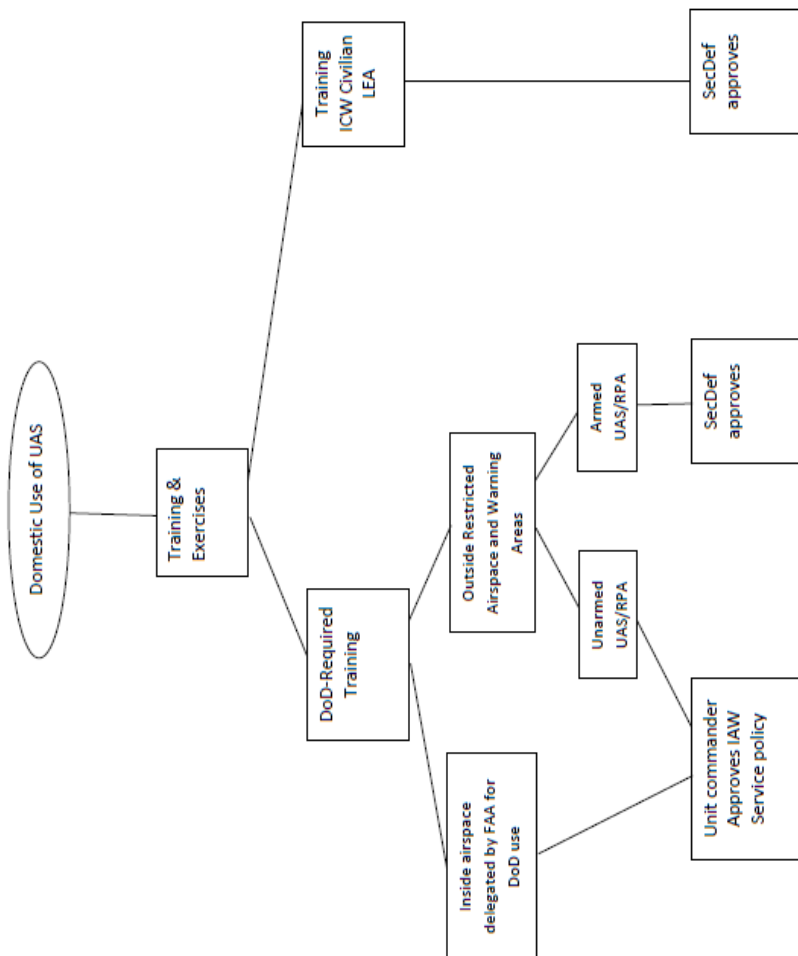 Domestic Use of UAS
Training &
Exercises
DoD-Required
Training
Training
ICW Civilian
LEA
Inside airspace
delegated by FAA for
DoD use
Outside Restricted
Airspace and Warning
Areas
Unarmed
UAS/RPA
Armed
UAS/RPA
Unit commander
Approves IAW
Service policy
SecDef
approves
SecDef
approves